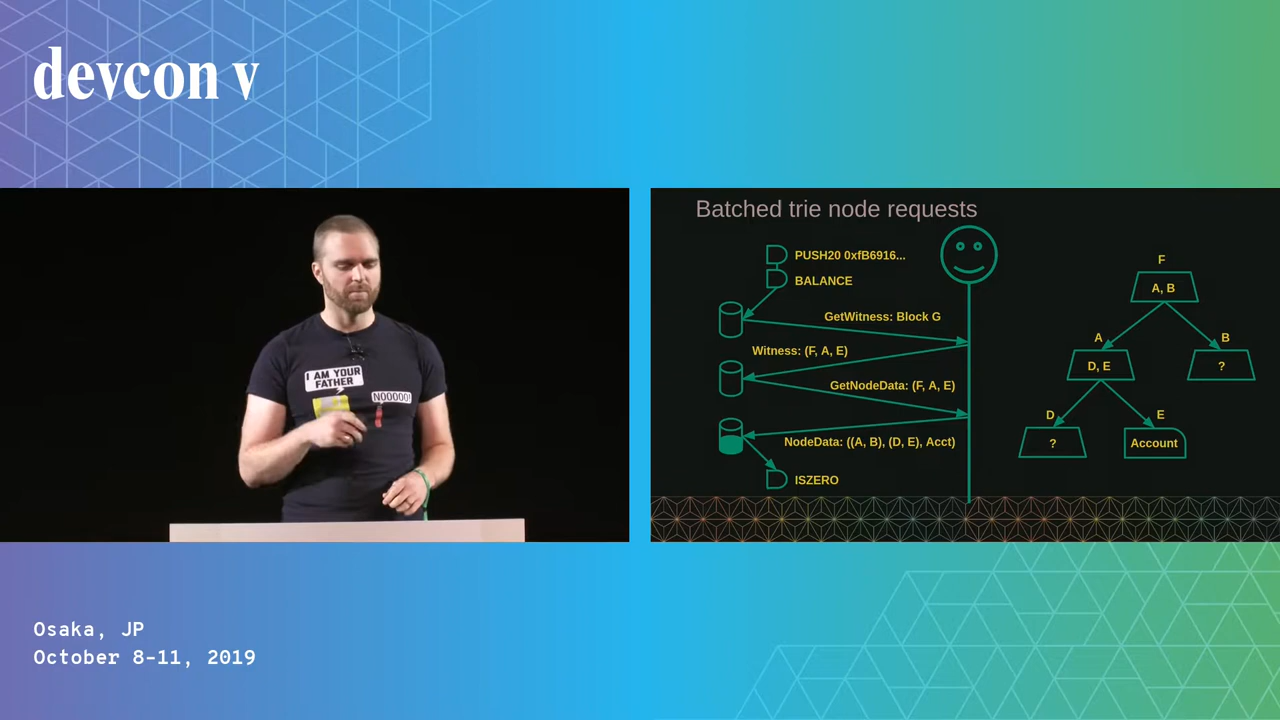 devcon v
I AM YOUR
FATHER
NOOOOO!
Batched trie node requests
PUSH20 0xfB6916...
BALANCE
GetWitness: Block G
Witness: (F, A, E)
GetNodeData: (F, A, E)
NodeData: ((A, B), (D, E), Acct)
ISZERO
F
A, B
A
B
D, E
?
D
E
?
Account
Osaka, JP
October 8-11, 2019